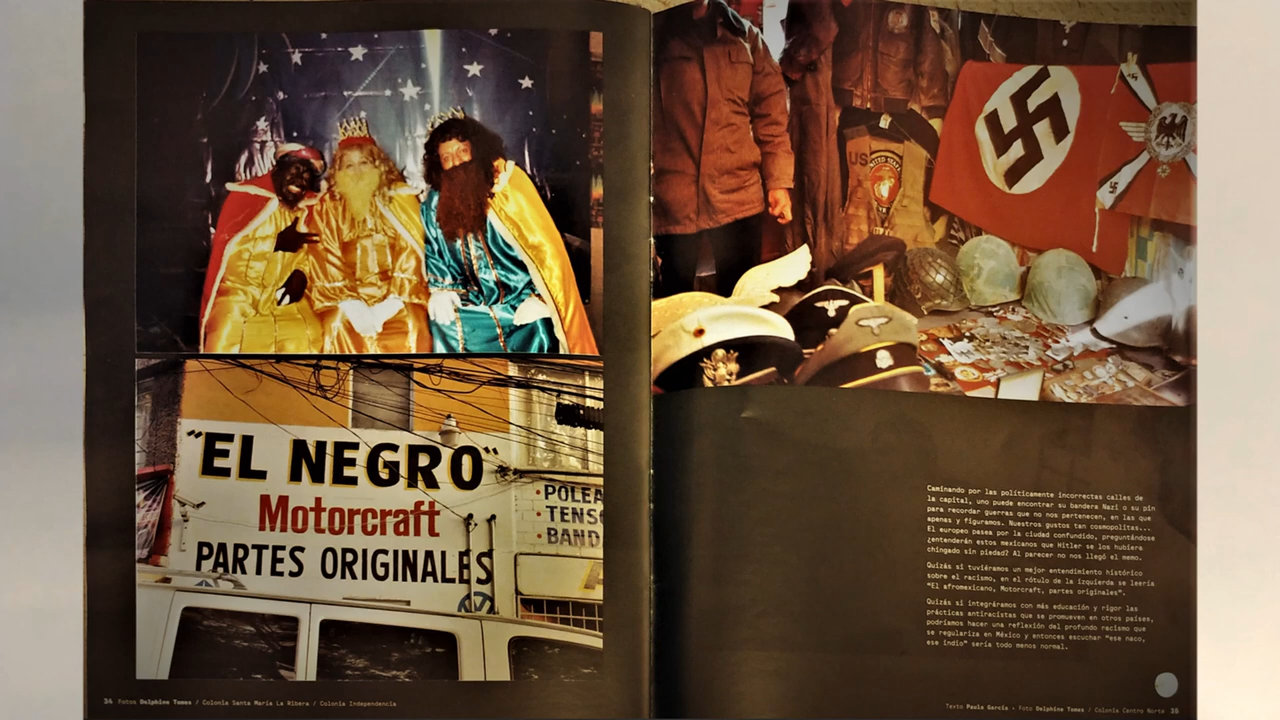 "EL NEGRO"
Motorcraft
PARTES ORIGINALES
·POLEA
·TENS
·BAND
34 Fotos Delphine Tomes / Colonia Santa María La Ribera / Colonia Independencia
US
UNITED STATES
Caminando por las políticamente incorrectas calles de
la capital, uno puede encontrar su bandera Nazi o su pin
para recordar guerras que no nos pertenecen, en las que
apenas y figuramos. Nuestros gustos tan cosmopolitas...
El europeo pasea por la ciudad confundido, preguntándose
¿entenderán estos mexicanos que Hitler se los hubiera
chingado sin piedad? Al parecer no nos llegó el memo.
Quizás si tuviéramos un mejor entendimiento histórico
sobre el racismo, en el rótulo de la izquierda se leería
"El afromexicano, Motorcraft, partes originales".
Quizás si integráramos con más educación y rigor las
prácticas antiracistas que se promueven en otros países,
podríamos hacer una reflexión del profundo racismo que
se regulariza en México y entonces escuchar "ese naco,
ese indio" sería todo menos normal.
Texto Paula García - Foto Delphine Tomes / Colonia Centro Norte 35